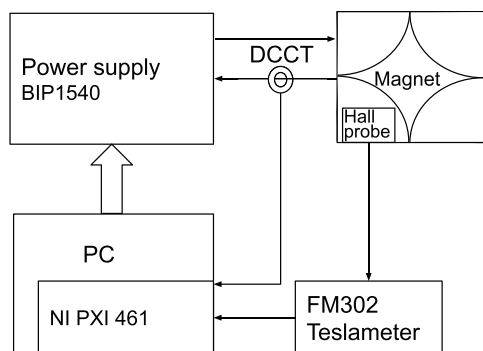 Power supply
BIP1540
DCCT
Magnet
Hall
probe
PC
NI PXI 461
FM302
Teslameter